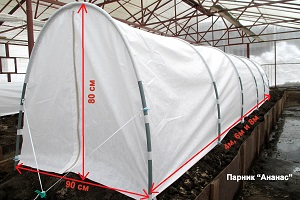 80 см
90 см
4м, 6м и 8м
Парник "Ананас"